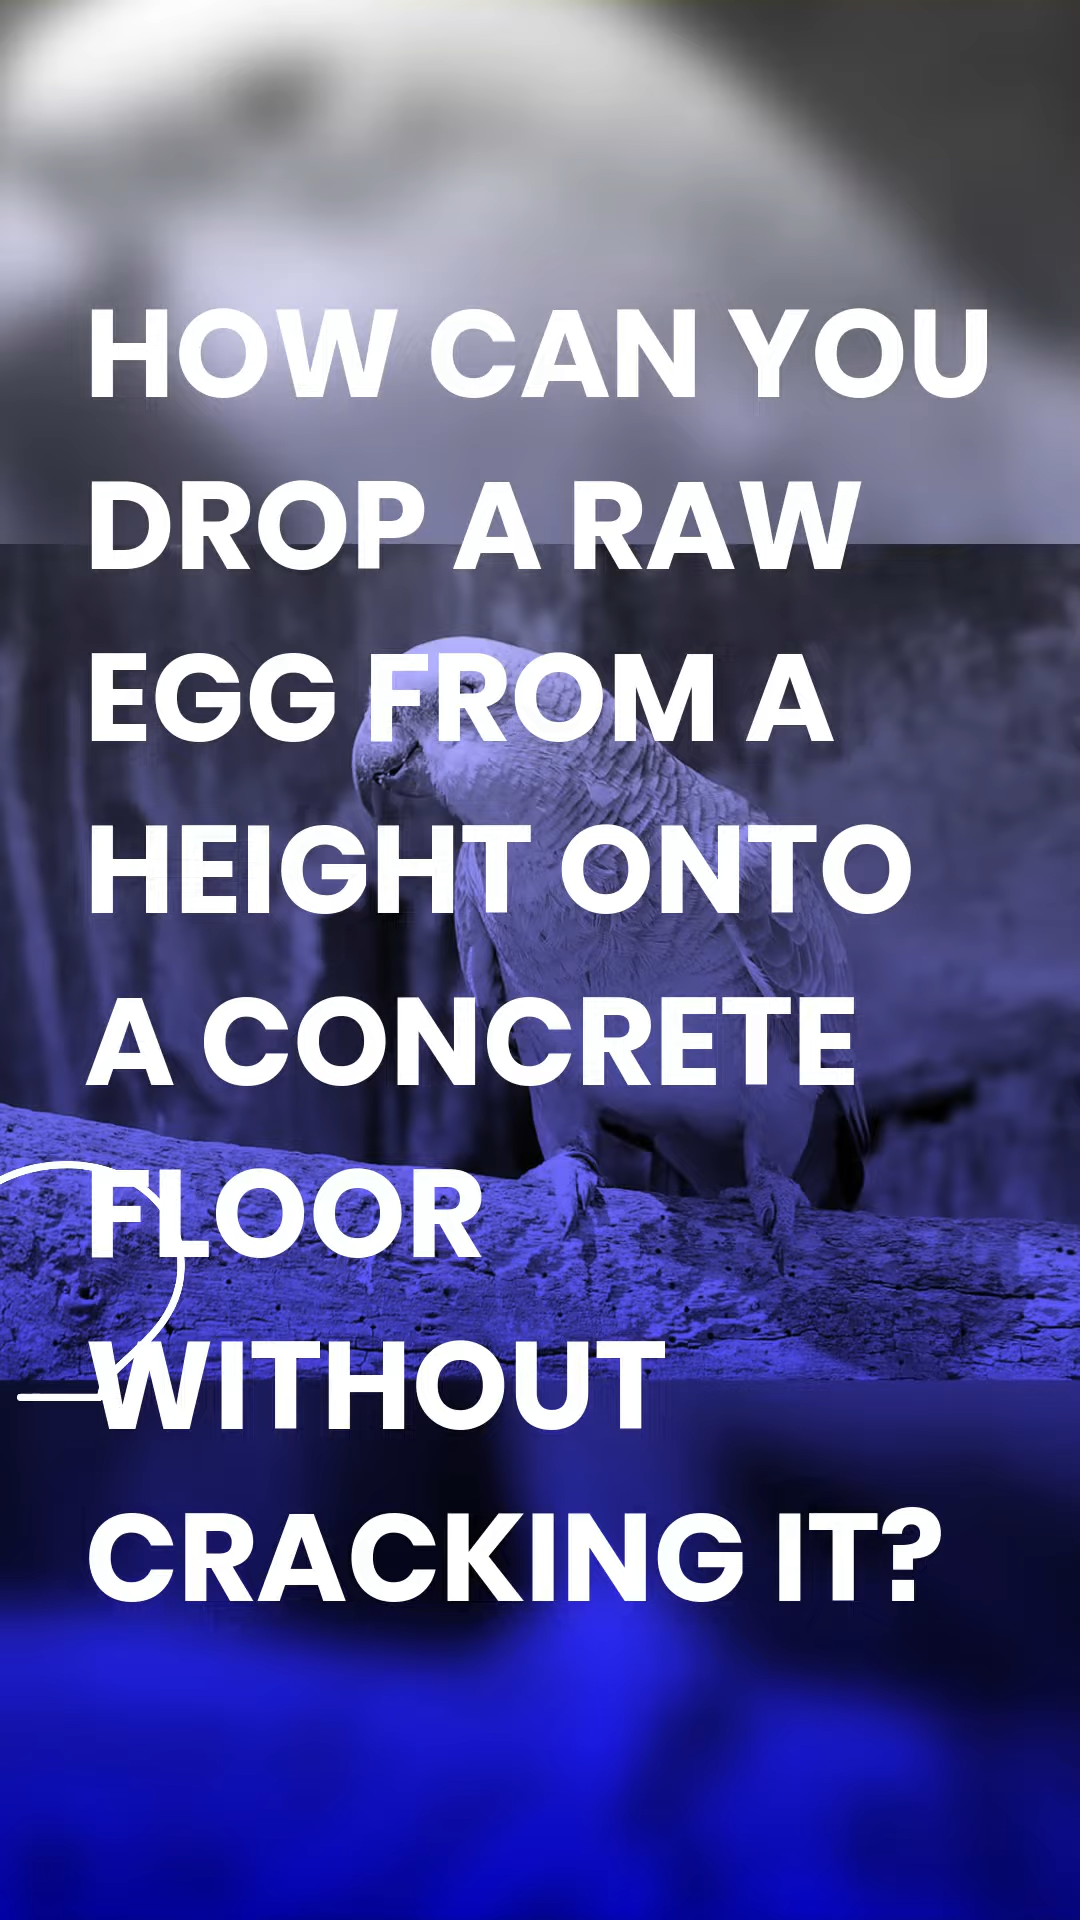 HOW CAN YOU
DROP A RAW
EGG FROM A
HEIGHT ONTO
A CONCRETE
FLOOR
WITHOUT
CRACKING IT?